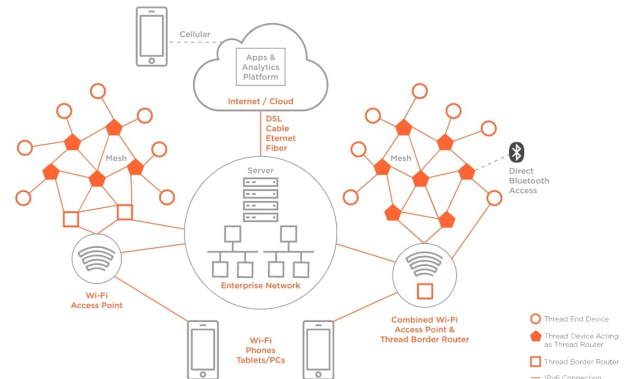 Cellular
Apps &
Analytics
Platform
Internet / Cloud
DSL
Cable
Eternet
Fiber
Mesh
Server
Mesh
Direct
Bluetooth
Access
Enterprise Network
Wi-Fi
Access Point
Wi-Fi
Phones
Tablets/PCs
Combined Wi-Fi
Access Point &
Thread Border Router
Thread End Device
Thread Device Acting
as Thread Router
Thread Border Router
IPv6 Connection